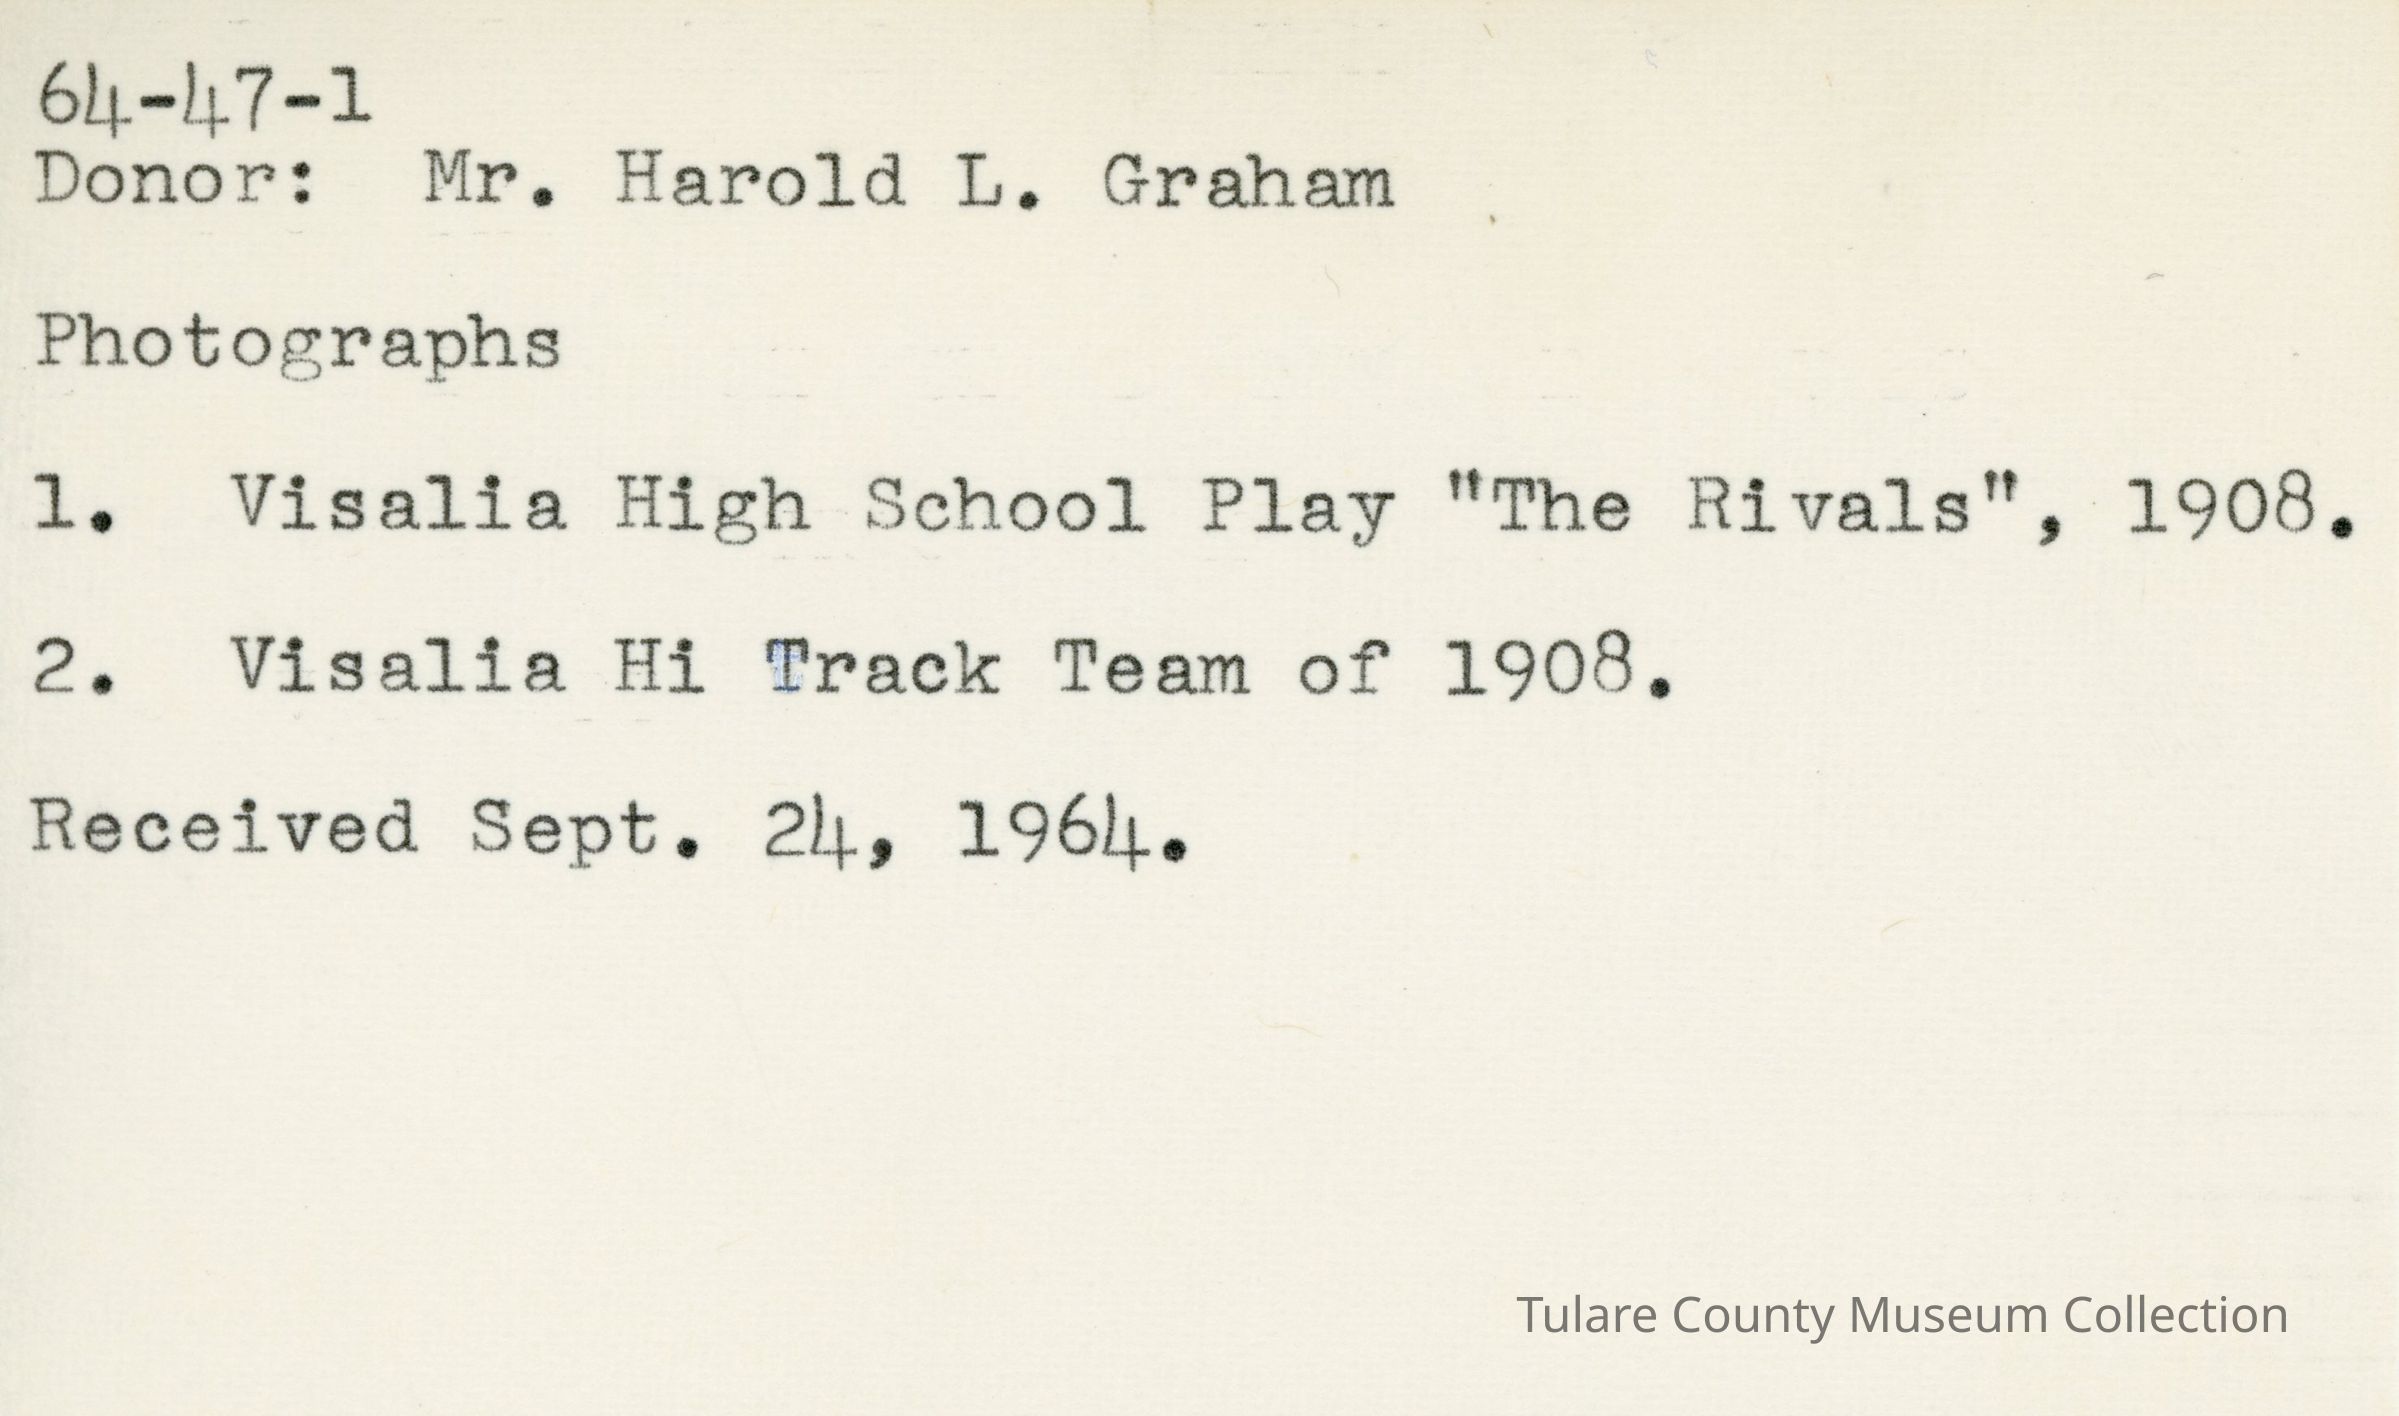 64-47-1
Donor: Mr. Harold L. Graham
Photographs
1. Visalia High School Play "The Rivals", 1908.
2. Visalia Hi Track Team of 1908.
Received Sept. 24, 1964.
Tulare County Museum Collection